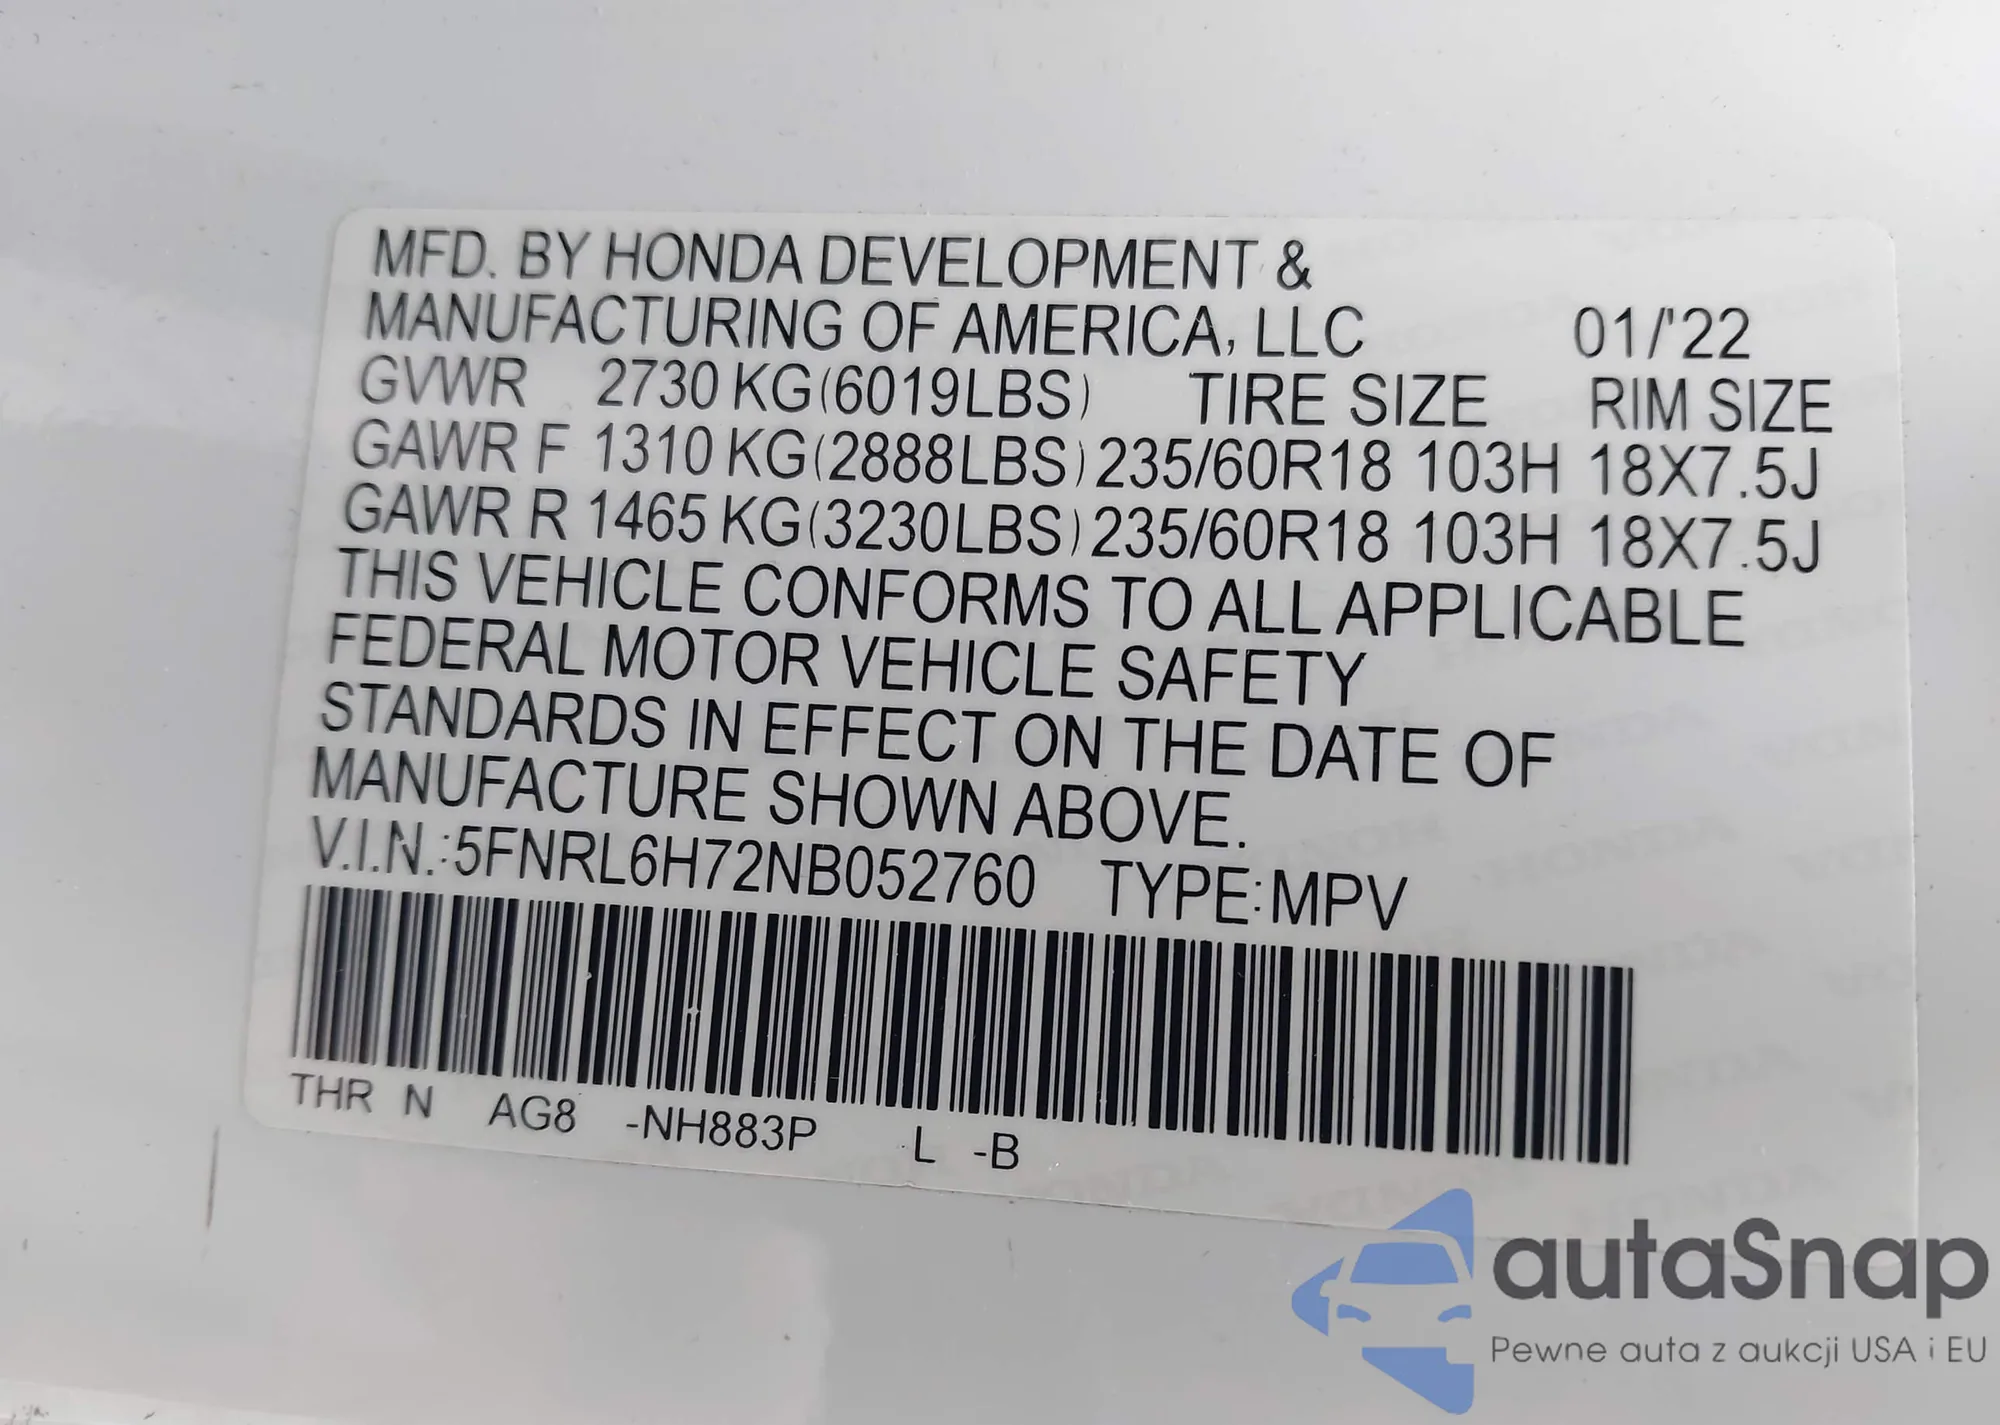 MFD. BY HONDA DEVELOPMENT &
MANUFACTURING OF AMERICA, LLC 01/'22
GVWR 2730 KG(6019LBS) TIRE SIZE RIM SIZE
GAWR F 1310 KG(2888LBS) 235/60R18 103H 18X7.5J
GAWR R 1465 KG(3230LBS) 235/60R18 103H 18X7.5J
THIS VEHICLE CONFORMS TO ALL APPLICABLE
FEDERAL MOTOR VEHICLE SAFETY
STANDARDS IN EFFECT ON THE DATE OF
MANUFACTURE SHOWN ABOVE.
V.I.N.:5FNRL6H72NB052760 TYPE:MPV
THR N AG8 -NH883P L -B
autaSnap
Pewne auta z aukcji USA i EU